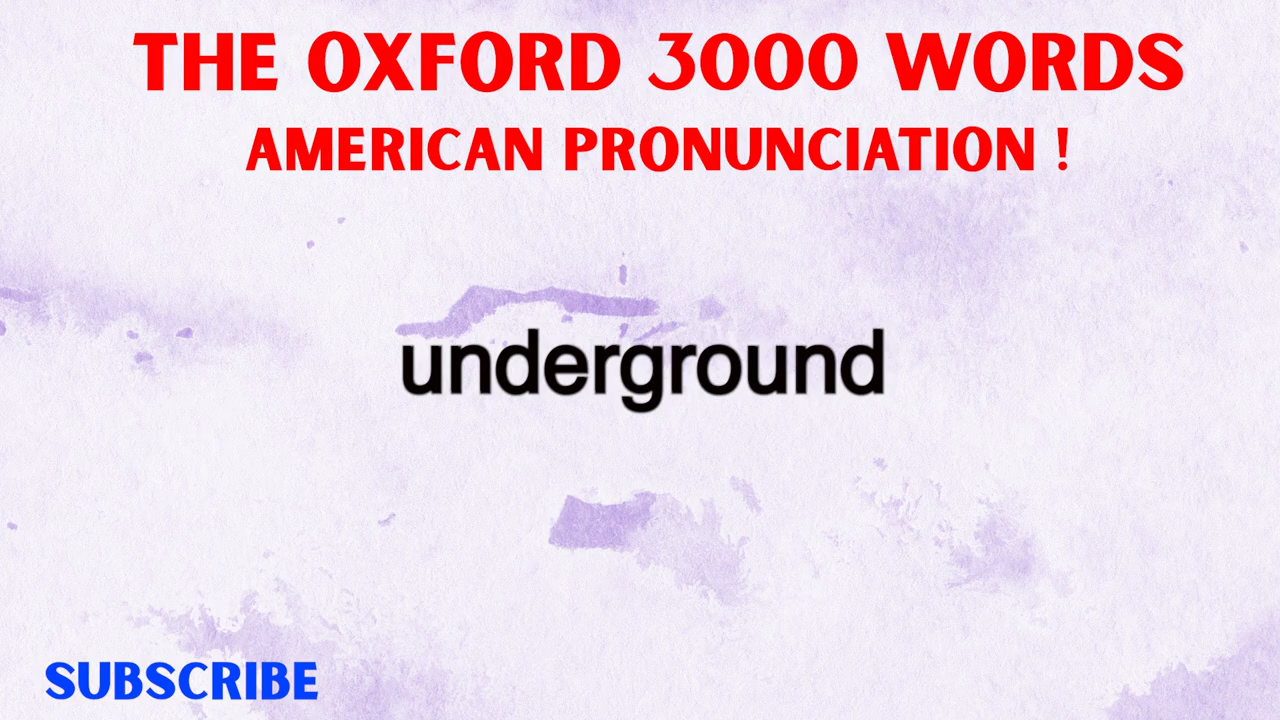 THE OXFORD 3000 WORDS
AMERICAN PRONUNCIATION !
underground
SUBSCRIBE